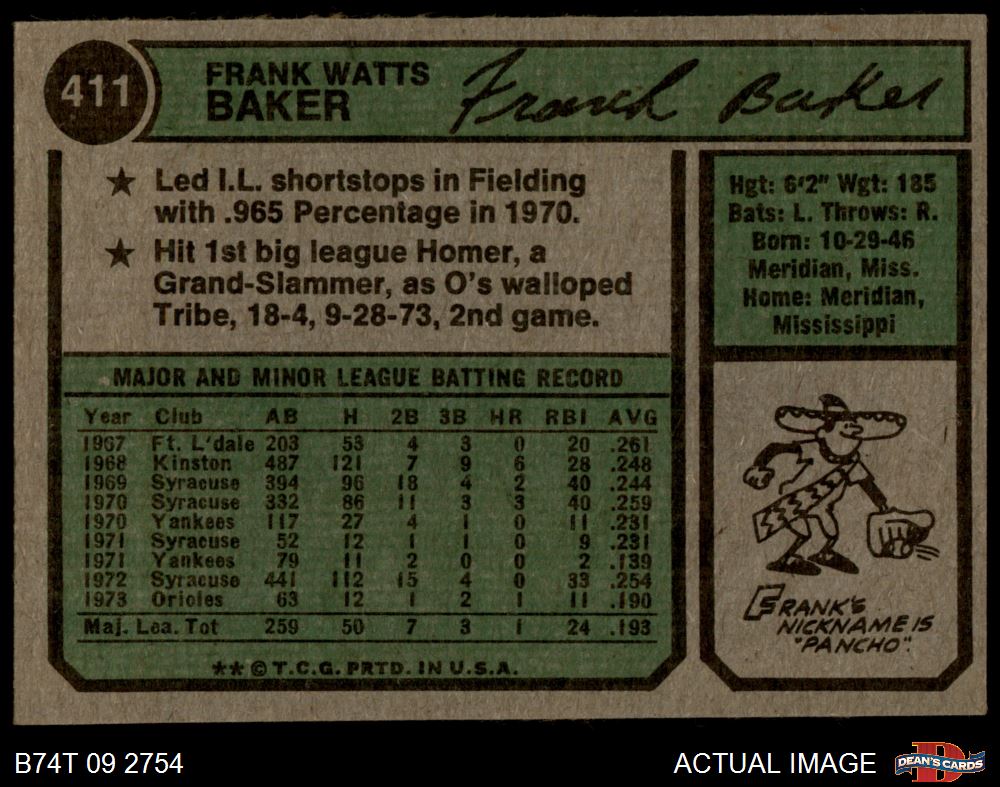 411
FRANK WATTS
BAKER
Frank Baker
★ Led I.L. shortstops in Fielding
with .965 Percentage in 1970.
★ Hit 1st big league Homer, a
Grand-Slammer, as O's walloped
Tribe, 18-4, 9-28-73, 2nd game.
Hgt: 6'2" Wgt: 185
Bats: L. Throws: R.
Born: 10-29-46
Meridian, Miss.
Home: Meridian,
Mississippi
MAJOR AND MINOR LEAGUE BATTING RECORD
Year Club AB H 2B 3B HR RBI AVG
1967 Ft. L'dale 203 53 4 3 0 20 .261
1968 Kinston 487 121 7 9 6 28 .248
1969 Syracuse 394 96 18 4 2 40 .244
1970 Syracuse 332 86 11 3 3 40 .259
1970 Yankees 117 27 4 1 0 11 .231
1971 Syracuse 52 12 1 1 0 9 .231
1971 Yankees 79 11 2 0 0 2 .139
1972 Syracuse 441 112 15 4 0 33 .254
1973 Orioles 63 12 1 2 1 11 .190
Maj. Lea. Tot 259 50 7 3 1 24 .193
★★ © T.C.G. PRTD. IN U.S.A.
FRANK'S
NICKNAME IS
"PANCHO".
B74T 09 2754
ACTUAL IMAGE
DEAN'S CARDS